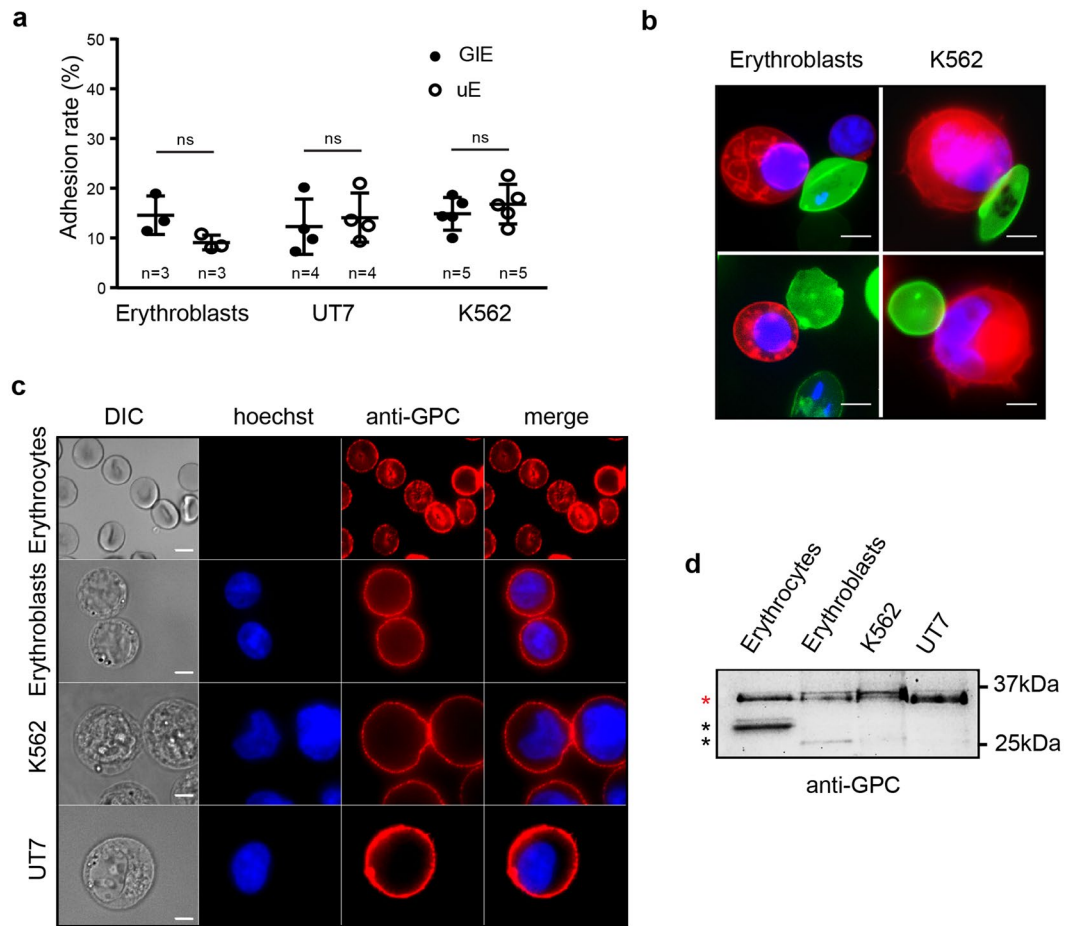 a
Adhesion rate (%)
50
40
30
20
10
0
GIE
uE
ns
ns
ns
n=3
n=3
n=4
n=4
n=5
n=5
Erythroblasts
UT7
K562
b
Erythroblasts
K562
c
DIC
hoechst
anti-GPC
merge
Erythrocytes
Erythroblasts
K562
UT7
d
Erythrocytes
Erythroblasts
K562
UT7
*
37kDa
*
*
25kDa
anti-GPC